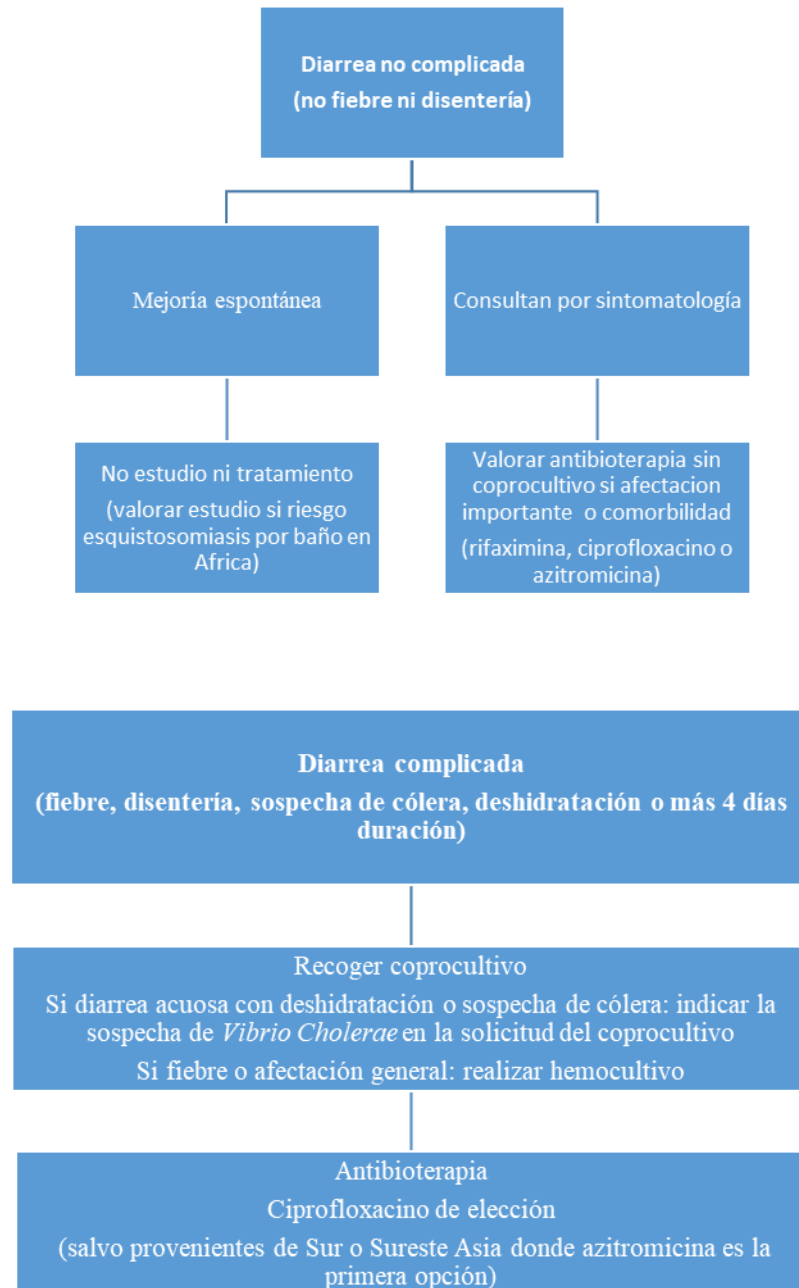 Diarrea no complicada
(no fiebre ni disentería)
Mejoría espontánea
Consultan por sintomatología
No estudio ni tratamiento
(valorar estudio si riesgo
esquistosomiasis por baño en
Africa)
Valorar antibioterapia sin
coprocultivo si afectacion
importante o comorbilidad
(rifaximina, ciprofloxacino o
azitromicina)
Diarrea complicada
(fiebre, disentería, sospecha de cólera, deshidratación o más 4 días
duración)
Recoger coprocultivo
Si diarrea acuosa con deshidratación o sospecha de cólera: indicar la
sospecha de Vibrio Cholerae en la solicitud del coprocultivo
Si fiebre o afectación general: realizar hemocultivo
Antibioterapia
Ciprofloxacino de elección
(salvo provenientes de Sur o Sureste Asia donde azitromicina es la
primera opción)